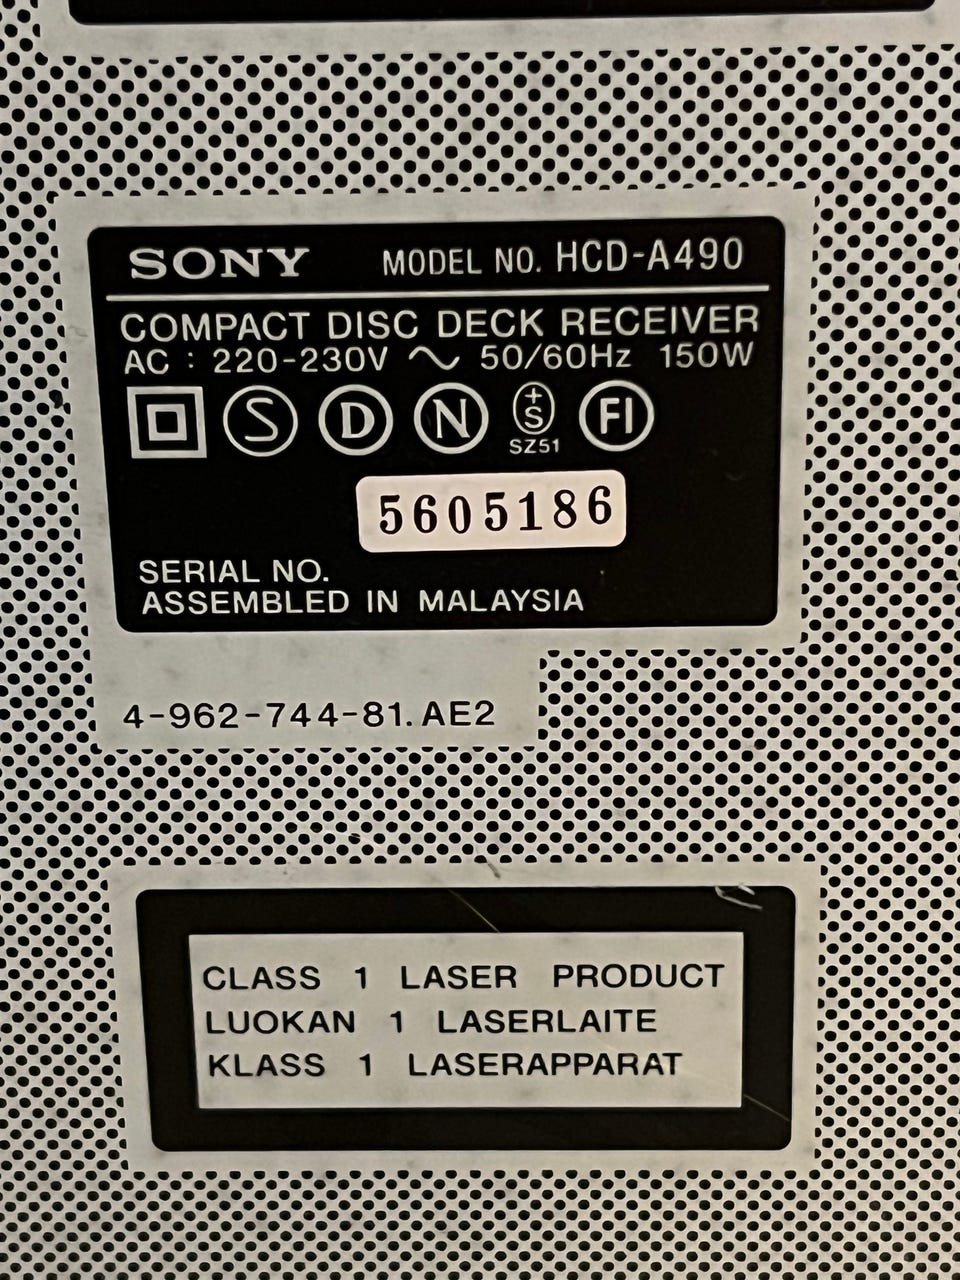 SONY MODEL NO. HCD-A490
COMPACT DISC DECK RECEIVER
AC : 220-230V ～ 50/60Hz 150W
S D N +S FI
SZ51
5605186
SERIAL NO.
ASSEMBLED IN MALAYSIA
4-962-744-81. AE2
CLASS 1 LASER PRODUCT
LUOKAN 1 LASERLAITE
KLASS 1 LASERAPPARAT